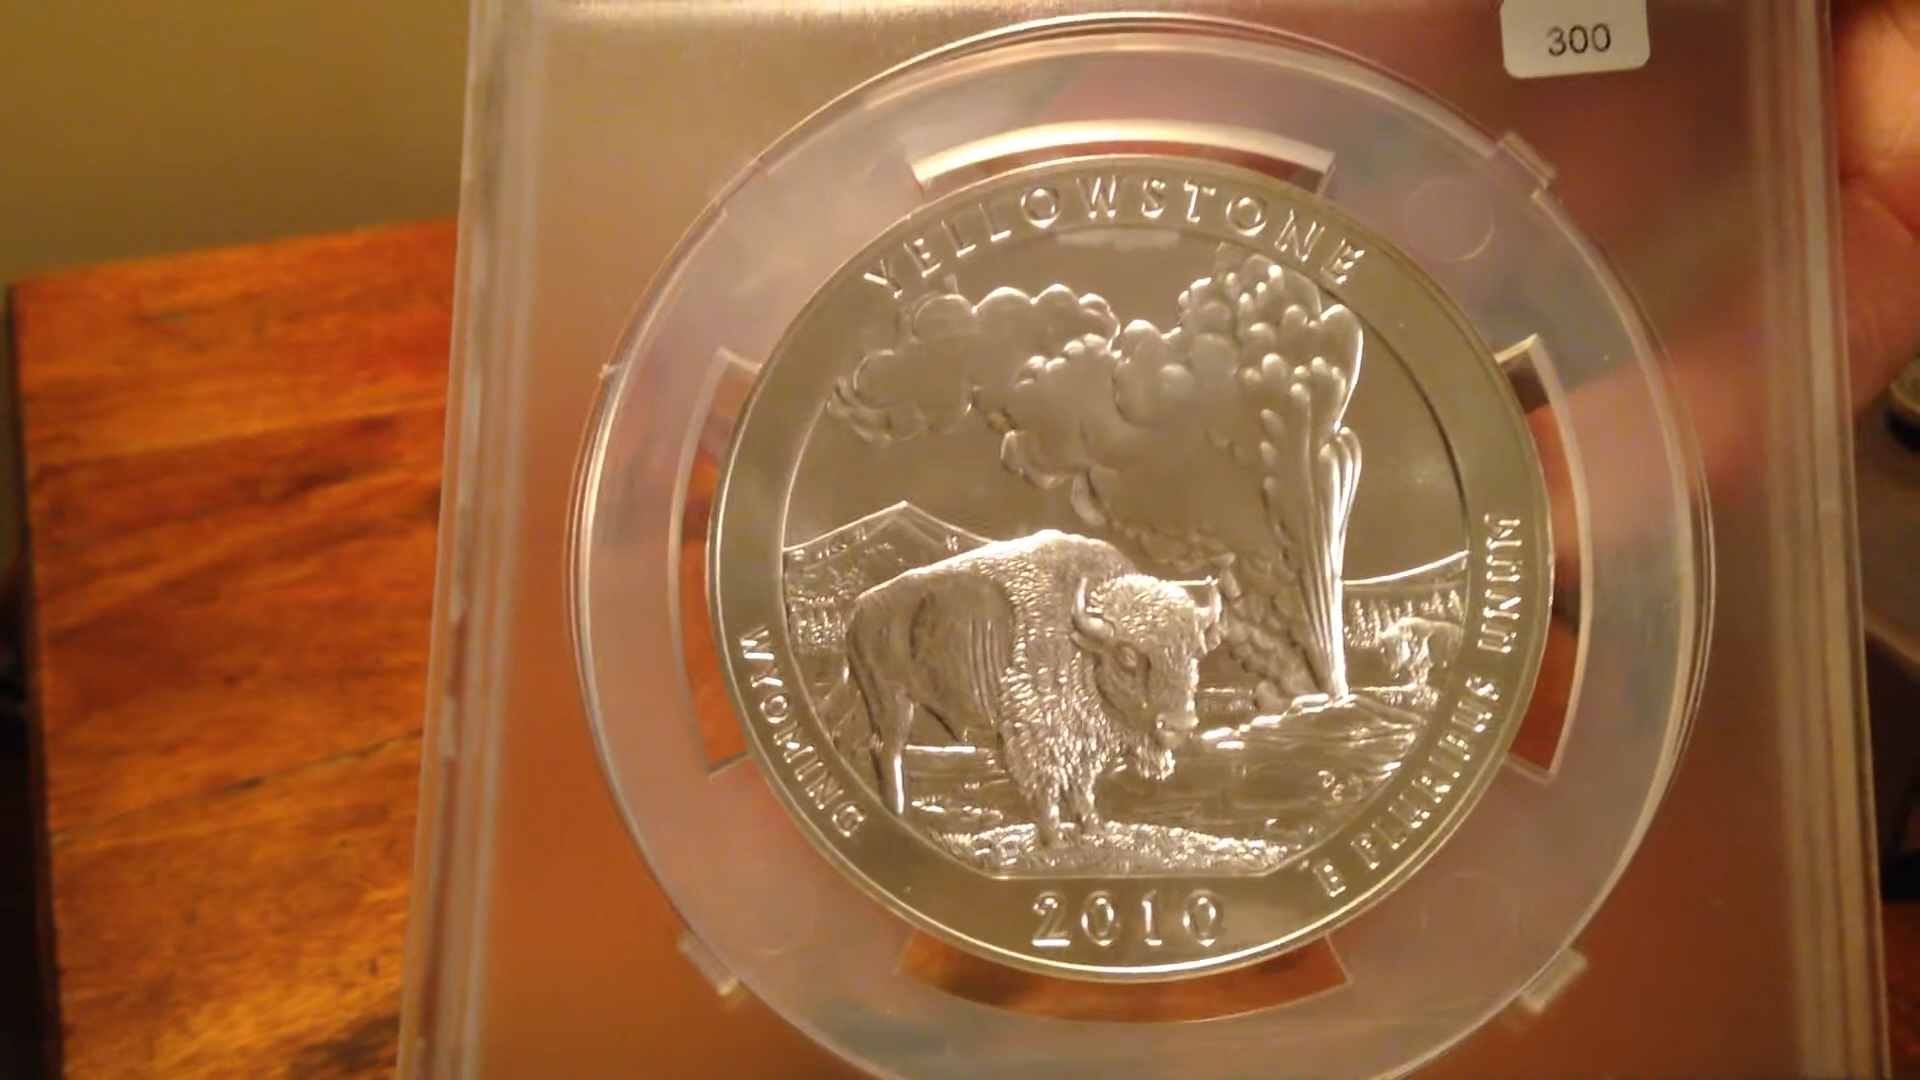 300
YELLOWSTONE
WYOMING
2010
E PLURIBUS UNUM